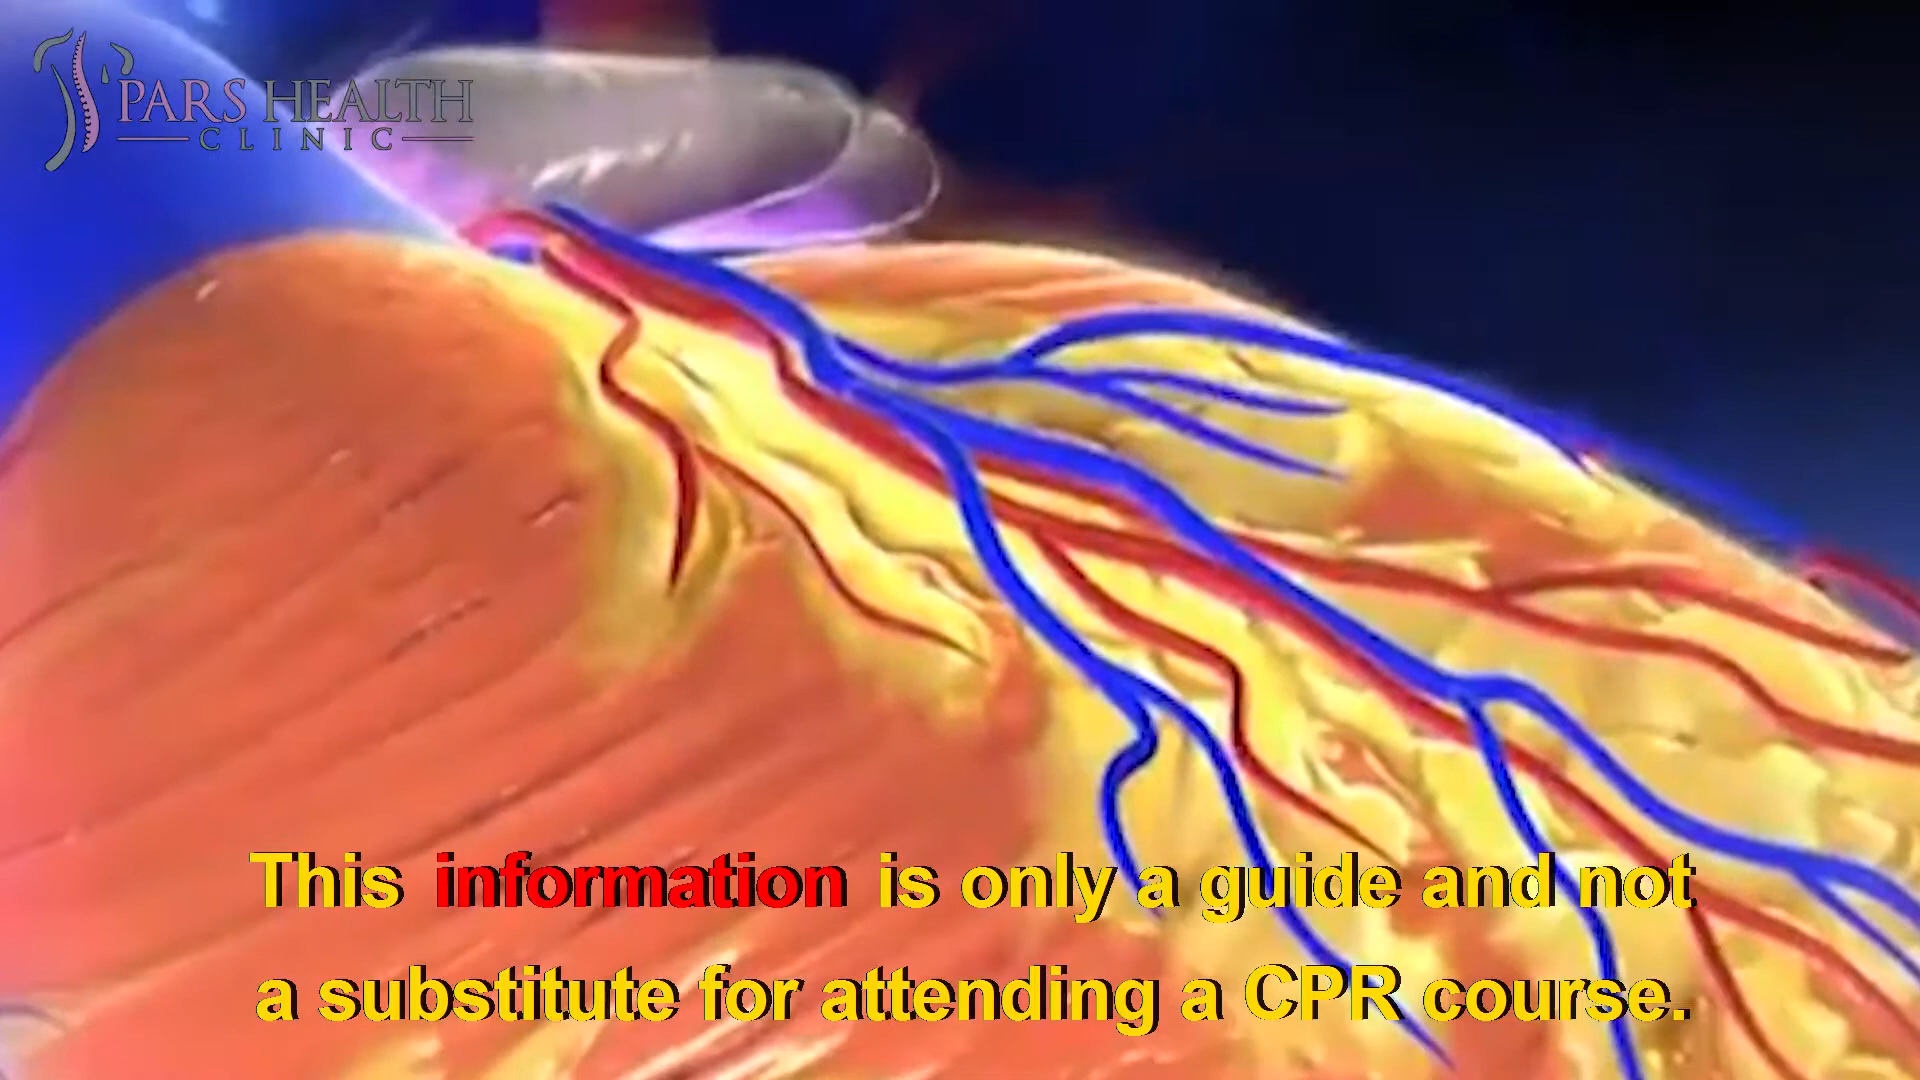 PARS HEALTH
CLINIC
This information is only a guide and not
a substitute for attending a CPR course.